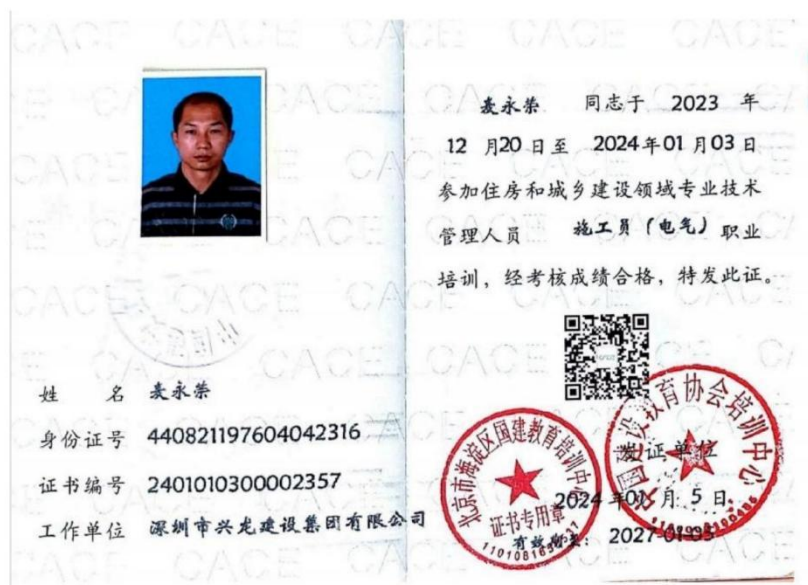 姓 名 麦永荣
身份证号 440821197604042316
证书编号 2401010300002357
工作单位 深圳市兴龙建设集团有限公司
麦永荣 同志于 2023 年
12 月20 日至 2024年01月03日
参加住房和城乡建设领域专业技术
管理人员 施工员（电气） 职业
培训，经考核成绩合格，特发此证。
发证单位
2024 年01 月 5 日
2027-01-05
北京市海淀区国建教育培训中心
证书专用章
中国建设教育协会培训中心
CACE